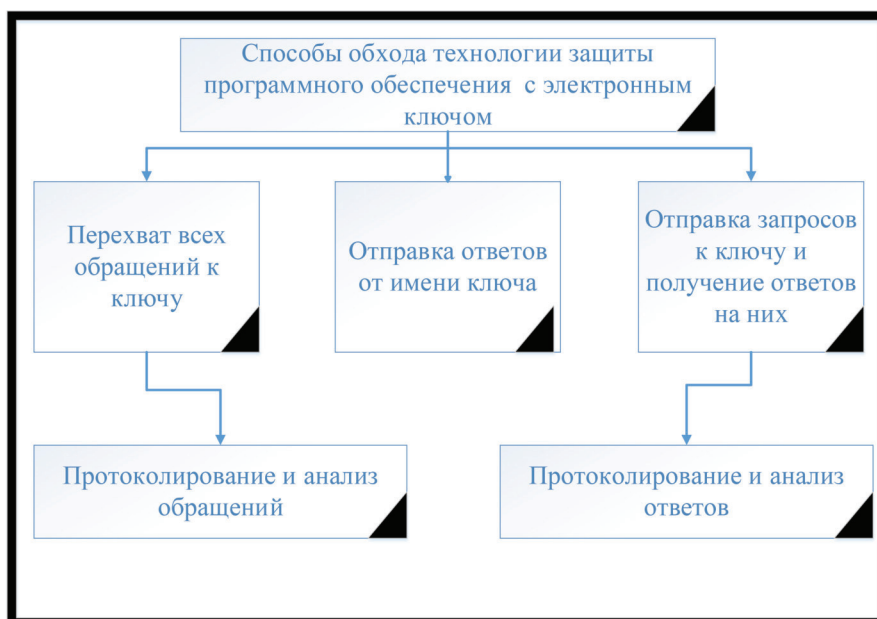 Способы обхода технологии защиты
программного обеспечения с электронным
ключом
Перехват всех
обращений к
ключу
Отправка ответов
от имени ключа
Отправка запросов
к ключу и
получение ответов
на них
Протоколирование и анализ
обращений
Протоколирование и анализ
ответов